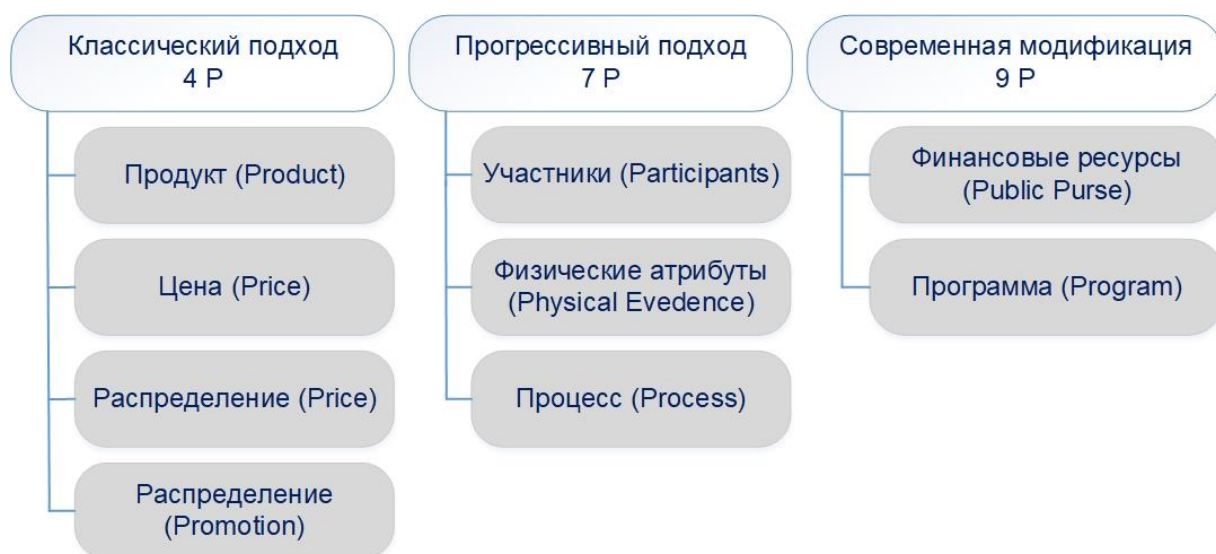 Классический подход
4 P
Продукт (Product)
Цена (Price)
Распределение (Price)
Распределение
(Promotion)
Прогрессивный подход
7 P
Участники (Participants)
Физические атрибуты
(Physical Evedence)
Процесс (Process)
Современная модификация
9 P
Финансовые ресурсы
(Public Purse)
Программа (Program)